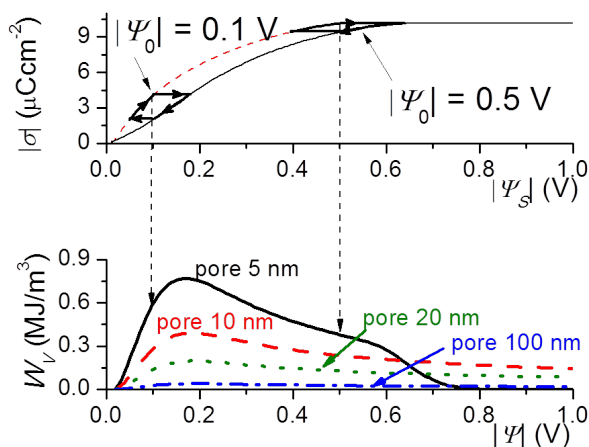 |Ψ₀| = 0.1 V
|Ψ₀| = 0.5 V
|σ| (μCcm⁻²)
9
6
3
0
0.0 0.2 0.4 0.6 0.8 1.0
|Ψₛ| (V)
W_V (MJ/m³)
0.9
0.6
0.3
0.0
pore 5 nm
pore 10 nm
pore 20 nm
pore 100 nm
0.0 0.2 0.4 0.6 0.8 1.0
|Ψ| (V)